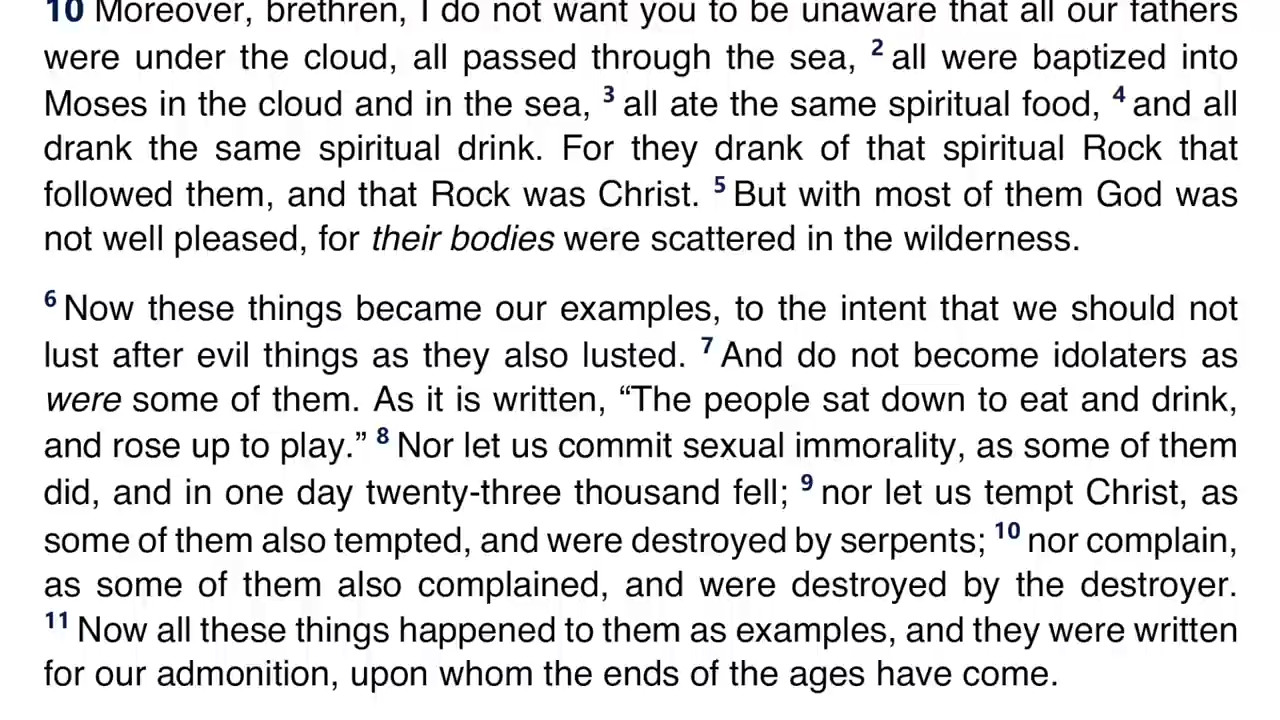 10 Moreover, brethren, I do not want you to be unaware that all our fathers
were under the cloud, all passed through the sea, 2 all were baptized into
Moses in the cloud and in the sea, 3 all ate the same spiritual food, 4 and all
drank the same spiritual drink. For they drank of that spiritual Rock that
followed them, and that Rock was Christ. 5 But with most of them God was
not well pleased, for their bodies were scattered in the wilderness.
6 Now these things became our examples, to the intent that we should not
lust after evil things as they also lusted. 7 And do not become idolaters as
were some of them. As it is written, “The people sat down to eat and drink,
and rose up to play.” 8 Nor let us commit sexual immorality, as some of them
did, and in one day twenty-three thousand fell; 9 nor let us tempt Christ, as
some of them also tempted, and were destroyed by serpents; 10 nor complain,
as some of them also complained, and were destroyed by the destroyer.
11 Now all these things happened to them as examples, and they were written
for our admonition, upon whom the ends of the ages have come.